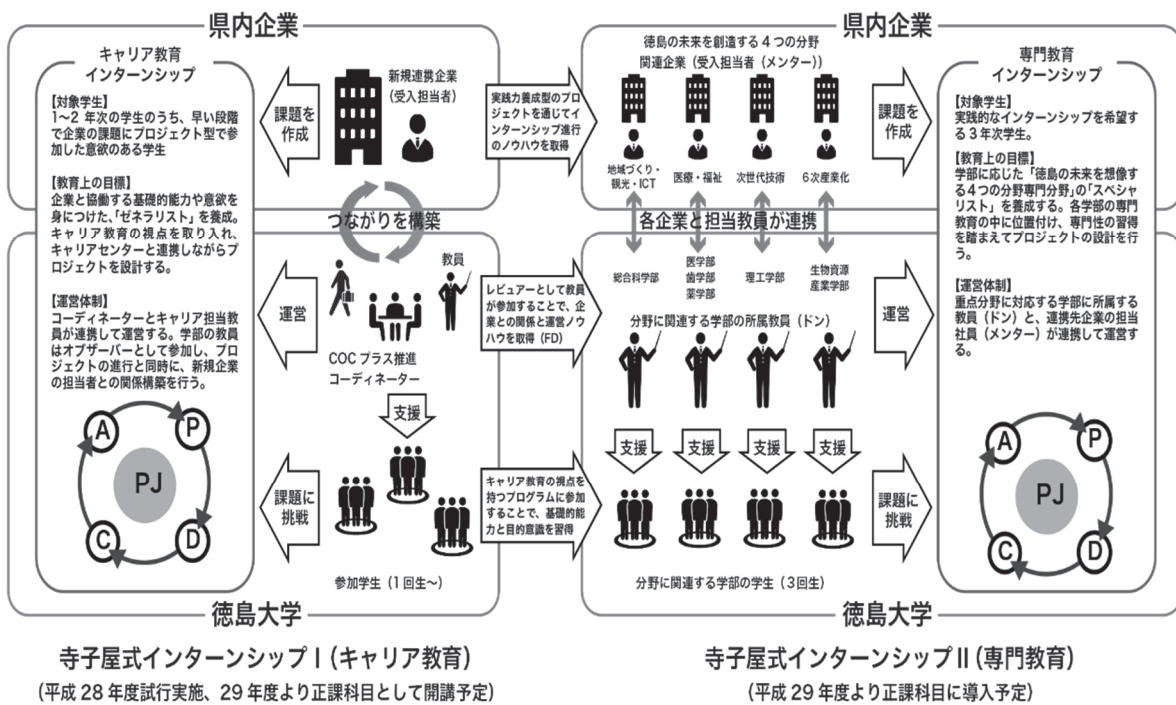 県内企業
キャリア教育
インターンシップ
【対象学生】
1〜2 年次の学生のうち、早い段階
で企業の課題にプロジェクト型で参
加した意欲のある学生
【教育上の目標】
企業と協働する基礎的能力や意欲を
身につけた、「ゼネラリスト」を養成。
キャリア教育の視点を取り入れ、
キャリアセンターと連携しながらプ
ロジェクトを設計する。
【運営体制】
コーディネーターとキャリア担当教
員が連携して運営する。学部の教員
はオブザーバーとして参加し、プロ
ジェクトの進行と同時に、新規企業
の担当者との関係構築を行う。
A
P
PJ
C
D
課題を
作成
新規連携企業
(受入担当者)
つながりを構築
運営
教員
COC プラス推進
コーディネーター
支援
課題に
挑戦
参加学生(1 回生〜)
徳島大学
実践力養成型のプロ
ジェクトを通じてイ
ンターンシップ進行
のノウハウを取得
レビュアーとして教員
が参加することで、企
業との関係と運営ノウ
ハウを取得(FD)
キャリア教育の視点を
持つプログラムに参加
することで、基礎的能
力と目的意識を習得
県内企業
徳島の未来を創造する 4 つの分野
関連企業(受入担当者(メンター))
地域づくり・
観光・ICT
医療・福祉
次世代技術
6次産業化
各企業と担当教員が連携
総合科学部
医学部
歯学部
薬学部
理工学部
生物資源
産業学部
分野に関連する学部の所属教員(ドン)
支援
支援
支援
支援
分野に関連する学部の学生(3回生)
課題を
作成
運営
課題に
挑戦
専門教育
インターンシップ
【対象学生】
実践的なインターンシップを希望す
る 3 年次学生。
【教育上の目標】
学部に応じた「徳島の未来を想像す
る4つの分野専門分野」の「スペシャ
リスト」を養成する。各学部の専門
教育の中に位置付け、専門性の習得
を踏まえてプロジェクトの設計を行
う。
【運営体制】
重点分野に対応する学部に所属する
教員(ドン)と、連携先企業の担当
社員(メンター)が連携して運営す
る。
A
P
PJ
C
D
徳島大学
寺子屋式インターンシップ I (キャリア教育)
(平成 28 年度試行実施、29 年度より正課科目として開講予定)
寺子屋式インターンシップ II (専門教育)
(平成 29 年度より正課科目に導入予定)